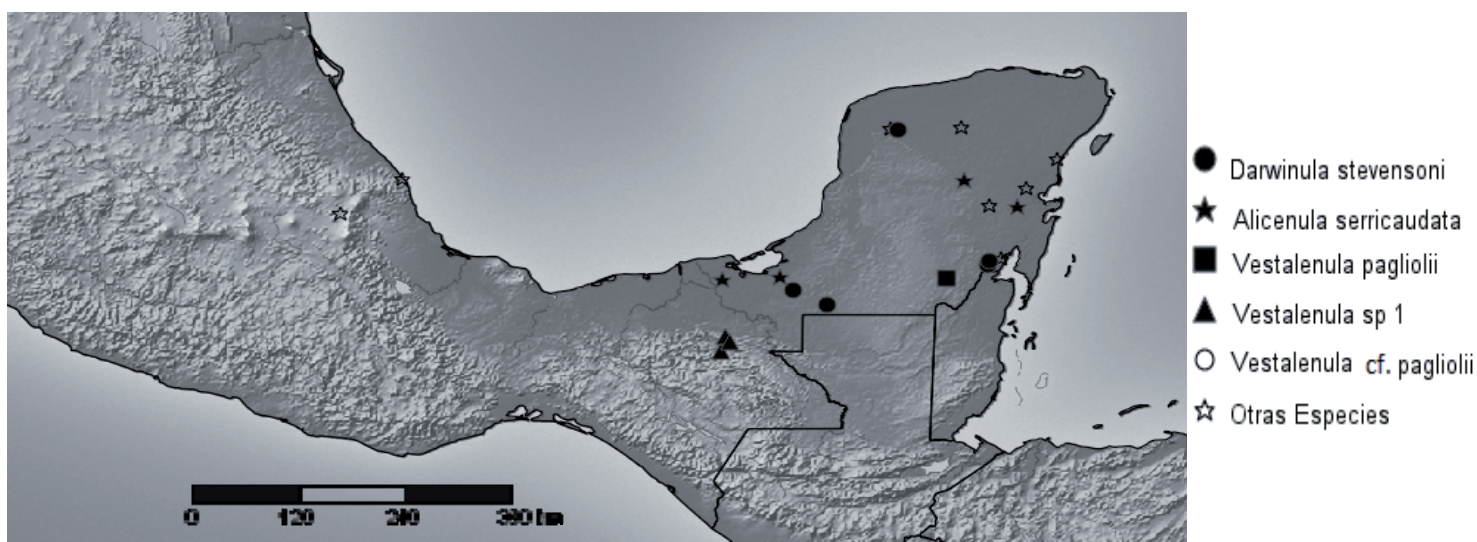 Darwinula stevensoni
Alicenula serricaudata
Vestalenula pagliolii
Vestalenula sp 1
Vestalenula cf. pagliolii
Otras Especies
0 120 240 360 km